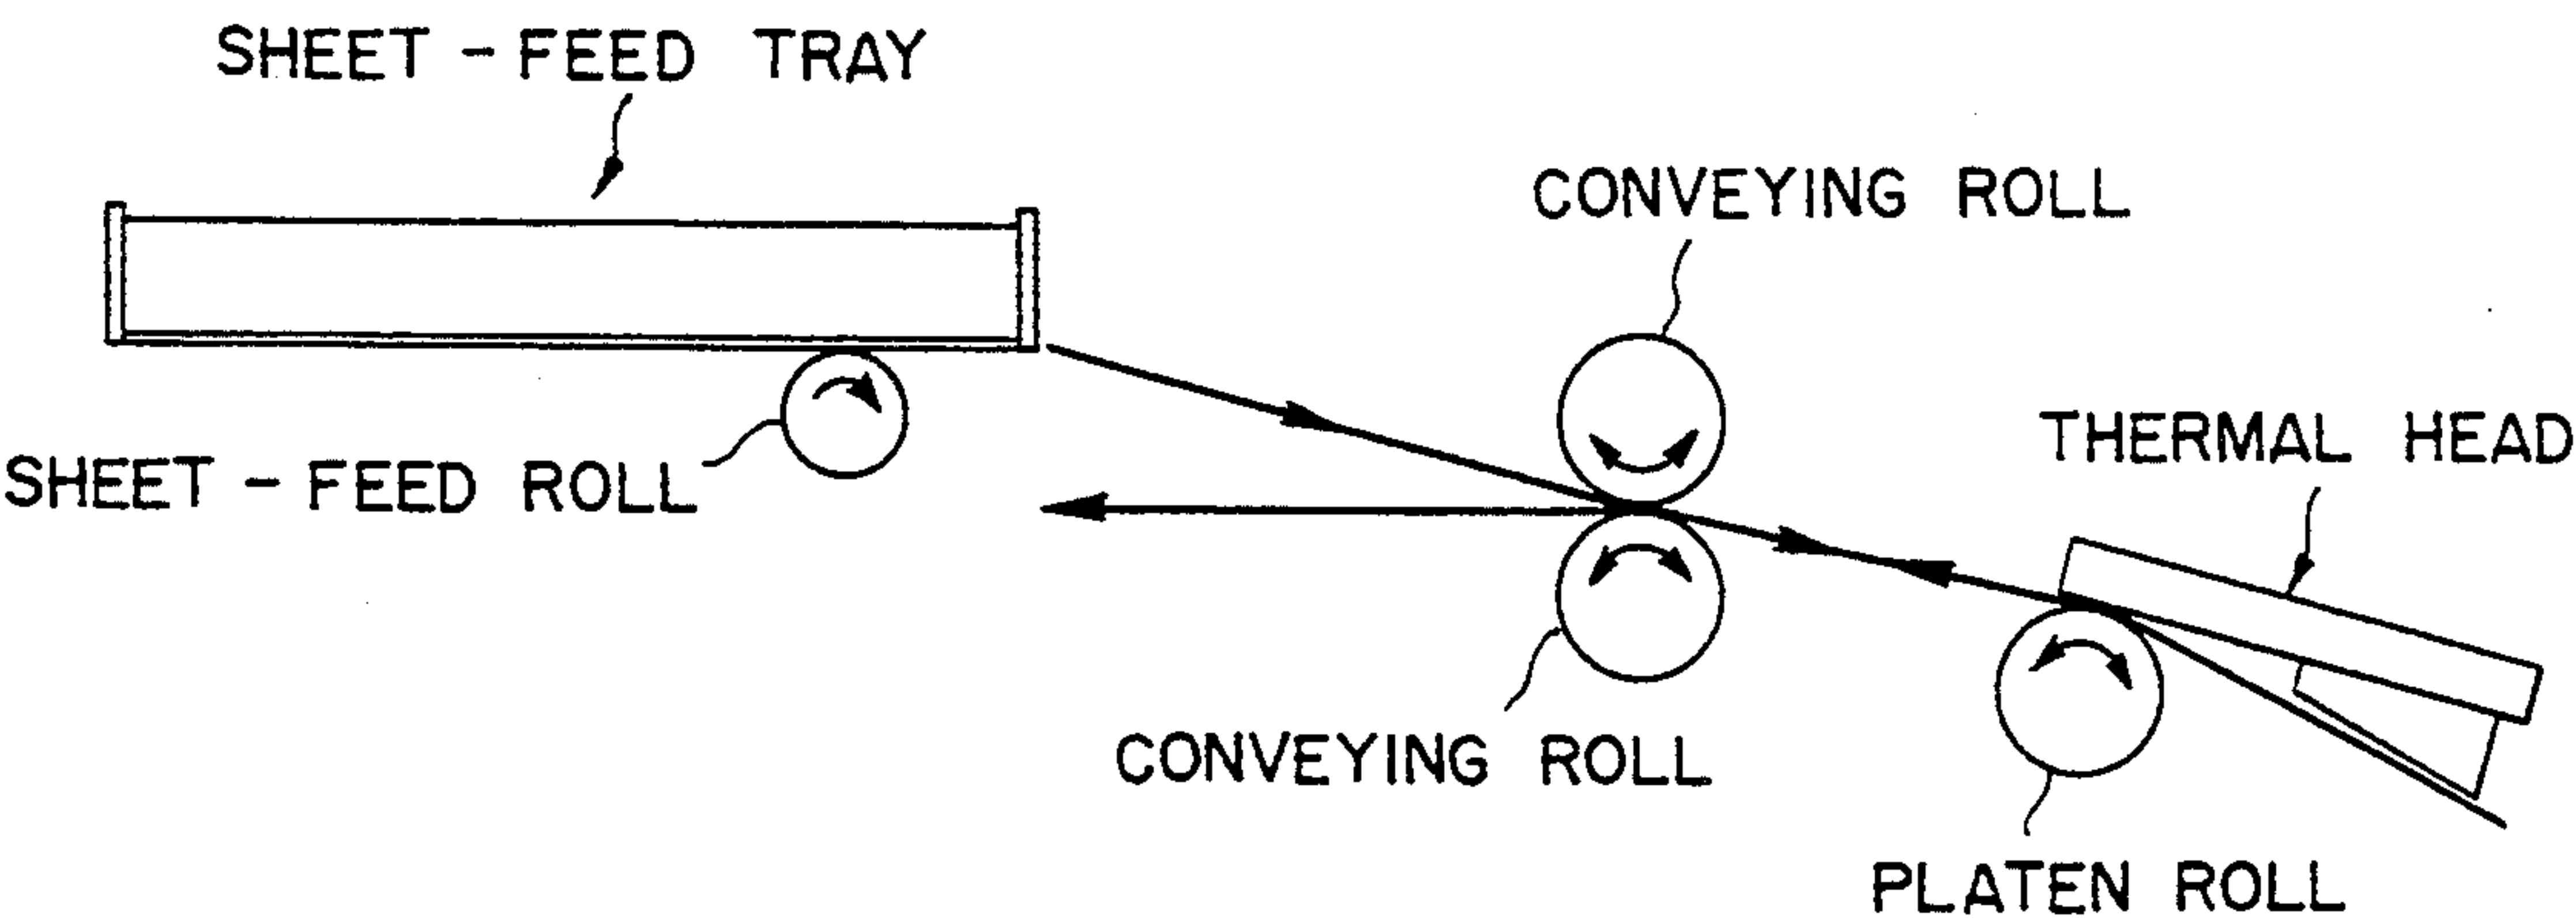 SHEET - FEED TRAY
CONVEYING ROLL
THERMAL HEAD
SHEET - FEED ROLL
CONVEYING ROLL
PLATEN ROLL